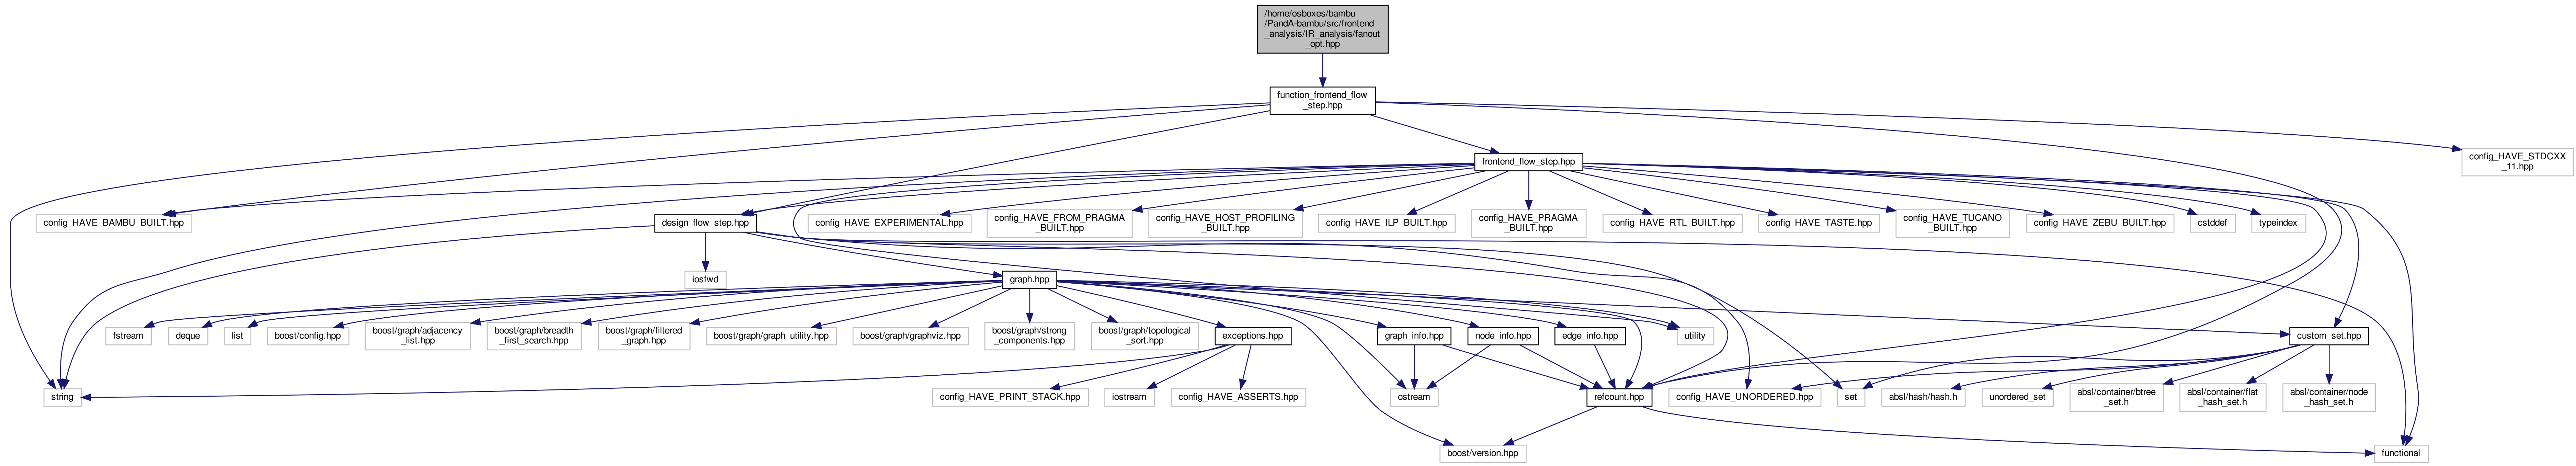 /home/osboxes/bambu
/PandA-bambu/src/frontend
_analysis/IR_analysis/fanout
_opt.hpp
function_frontend_flow
_step.hpp
frontend_flow_step.hpp
config_HAVE_STDCXX
_11.hpp
config_HAVE_BAMBU_BUILT.hpp
design_flow_step.hpp
config_HAVE_EXPERIMENTAL.hpp
config_HAVE_FROM_PRAGMA
_BUILT.hpp
config_HAVE_HOST_PROFILING
_BUILT.hpp
config_HAVE_ILP_BUILT.hpp
config_HAVE_PRAGMA
_BUILT.hpp
config_HAVE_RTL_BUILT.hpp
config_HAVE_TASTE.hpp
config_HAVE_TUCANO
_BUILT.hpp
config_HAVE_ZEBU_BUILT.hpp
cstddef
typeindex
iosfwd
graph.hpp
fstream
deque
list
boost/config.hpp
boost/graph/adjacency
_list.hpp
boost/graph/breadth
_first_search.hpp
boost/graph/filtered
_graph.hpp
boost/graph/graph_utility.hpp
boost/graph/graphviz.hpp
boost/graph/strong
_components.hpp
boost/graph/topological
_sort.hpp
exceptions.hpp
graph_info.hpp
node_info.hpp
edge_info.hpp
utility
custom_set.hpp
string
config_HAVE_PRINT_STACK.hpp
iostream
config_HAVE_ASSERTS.hpp
ostream
refcount.hpp
config_HAVE_UNORDERED.hpp
set
absl/hash/hash.h
unordered_set
absl/container/btree
_set.h
absl/container/flat
_hash_set.h
absl/container/node
_hash_set.h
boost/version.hpp
functional